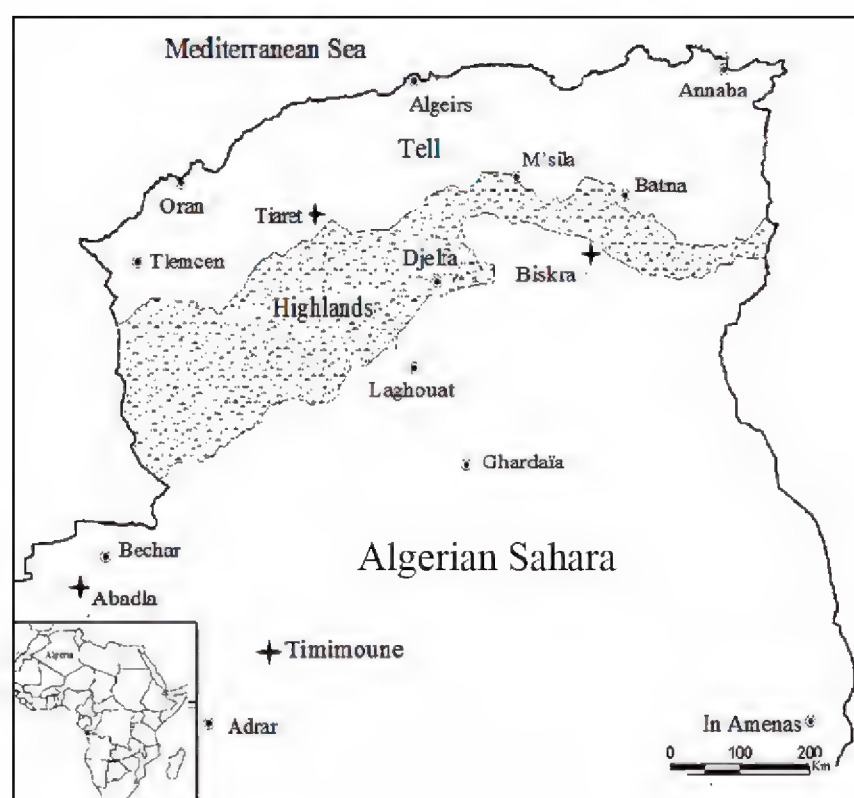 Mediterranean Sea
Algeirs
Annaba
Tell
M'sila
Batna
Oran
Tiaret
Tlemcen
Djelfa
Biskra
Highlands
Laghouat
Ghardaïa
Bechar
Algerian Sahara
Abadla
Algeria
Timimoune
Adrar
In Amenas
0 100 200
Km